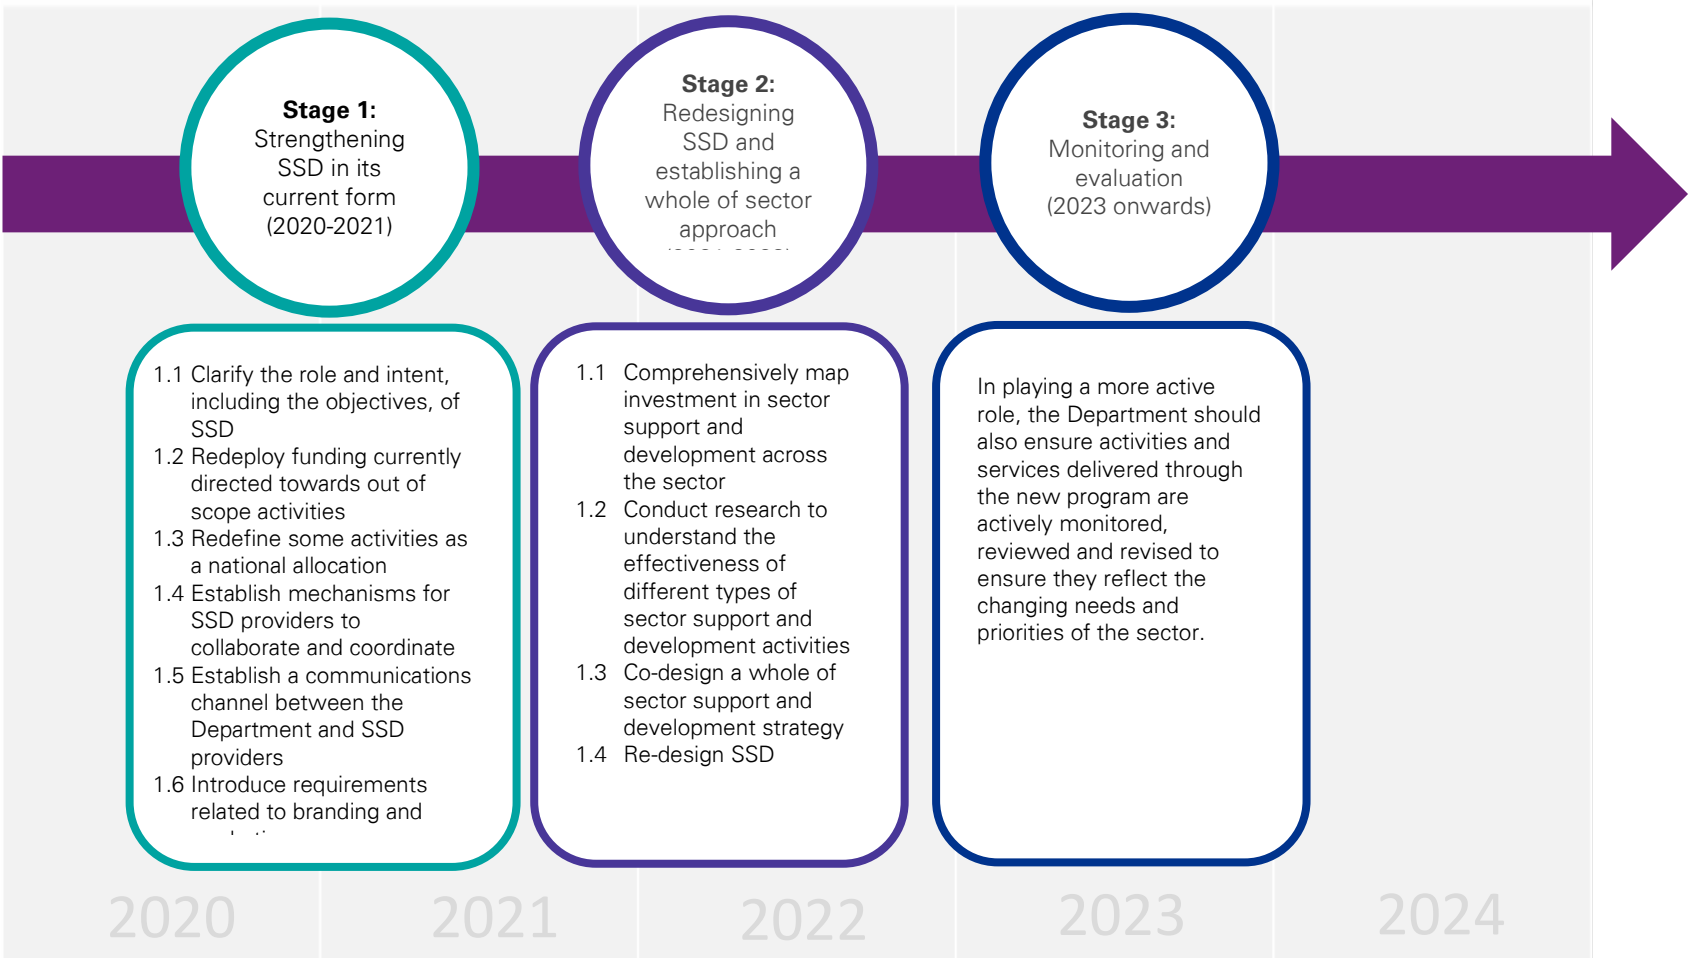 Stage 1:
Strengthening
SSD in its
current form
(2020-2021)
Stage 2:
Redesigning
SSD and
establishing a
whole of sector
approach
Stage 3:
Monitoring and
evaluation
(2023 onwards)
1.1 Clarify the role and intent,
including the objectives, of
SSD
1.2 Redeploy funding currently
directed towards out of
scope activities
1.3 Redefine some activities as
a national allocation
1.4 Establish mechanisms for
SSD providers to
collaborate and coordinate
1.5 Establish a communications
channel between the
Department and SSD
providers
1.6 Introduce requirements
related to branding and
1.1 Comprehensively map
investment in sector
support and
development across
the sector
1.2 Conduct research to
understand the
effectiveness of
different types of
sector support and
development activities
1.3 Co-design a whole of
sector support and
development strategy
1.4 Re-design SSD
In playing a more active
role, the Department should
also ensure activities and
services delivered through
the new program are
actively monitored,
reviewed and revised to
ensure they reflect the
changing needs and
priorities of the sector.
2020
2021
2022
2023
2024